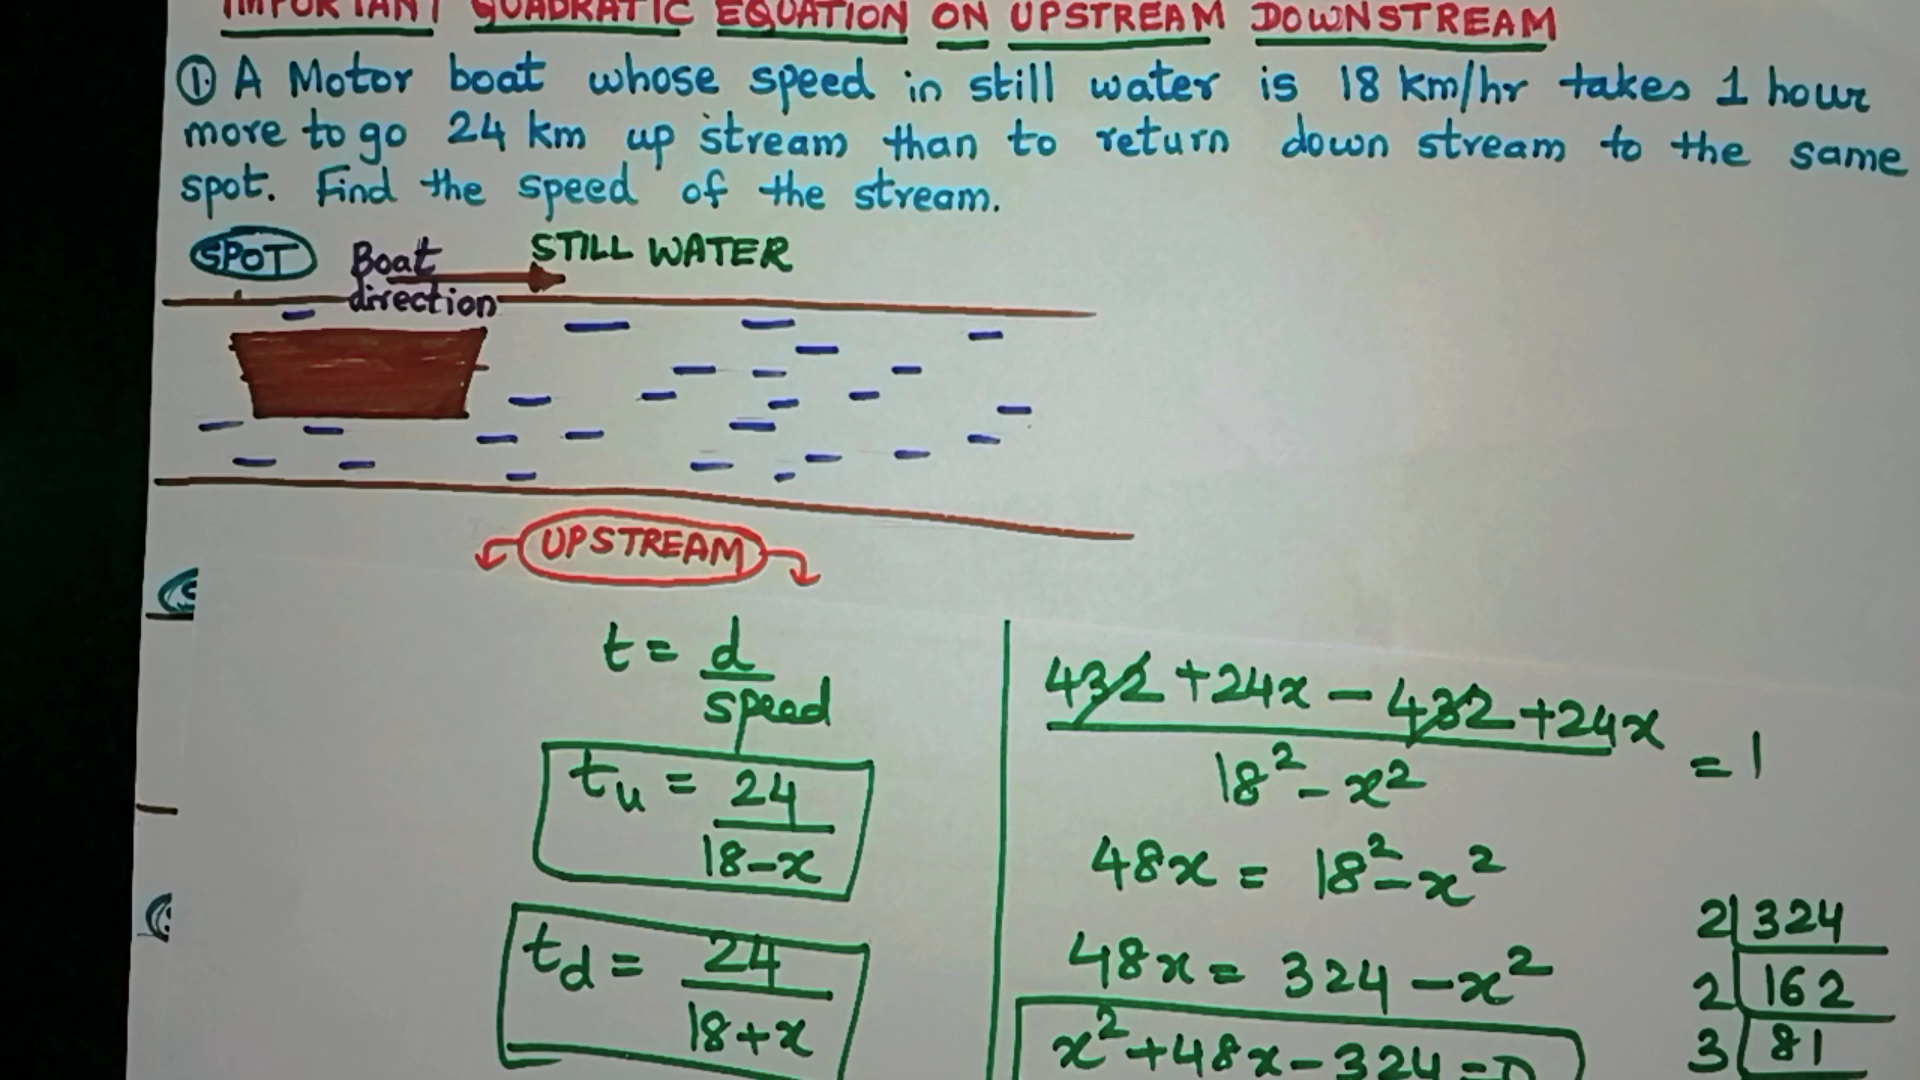 IMPORTANT QUADRATIC EQUATION ON UPSTREAM DOWNSTREAM
① A Motor boat whose speed in still water is 18 km/hr takes 1 hour
more to go 24 km up stream than to return down stream to the same
spot. Find the speed of the stream.
SPOT
Boat
direction
STILL WATER
UPSTREAM
t = d/speed
tu = 24/18-x
td = 24/18+x
432 +24x - 432 +24x / 18² - x² = 1
48x = 18² - x²
48x = 324 - x²
x² + 48x - 324 = 0
2 | 324
2 | 162
3 | 81